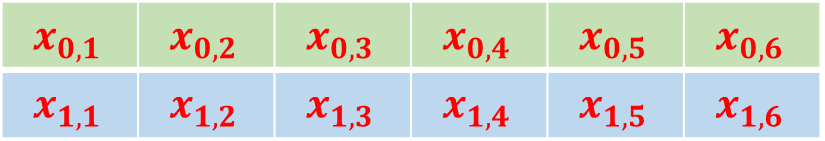 x0,1 x0,2 x0,3 x0,4 x0,5 x0,6
x1,1 x1,2 x1,3 x1,4 x1,5 x1,6